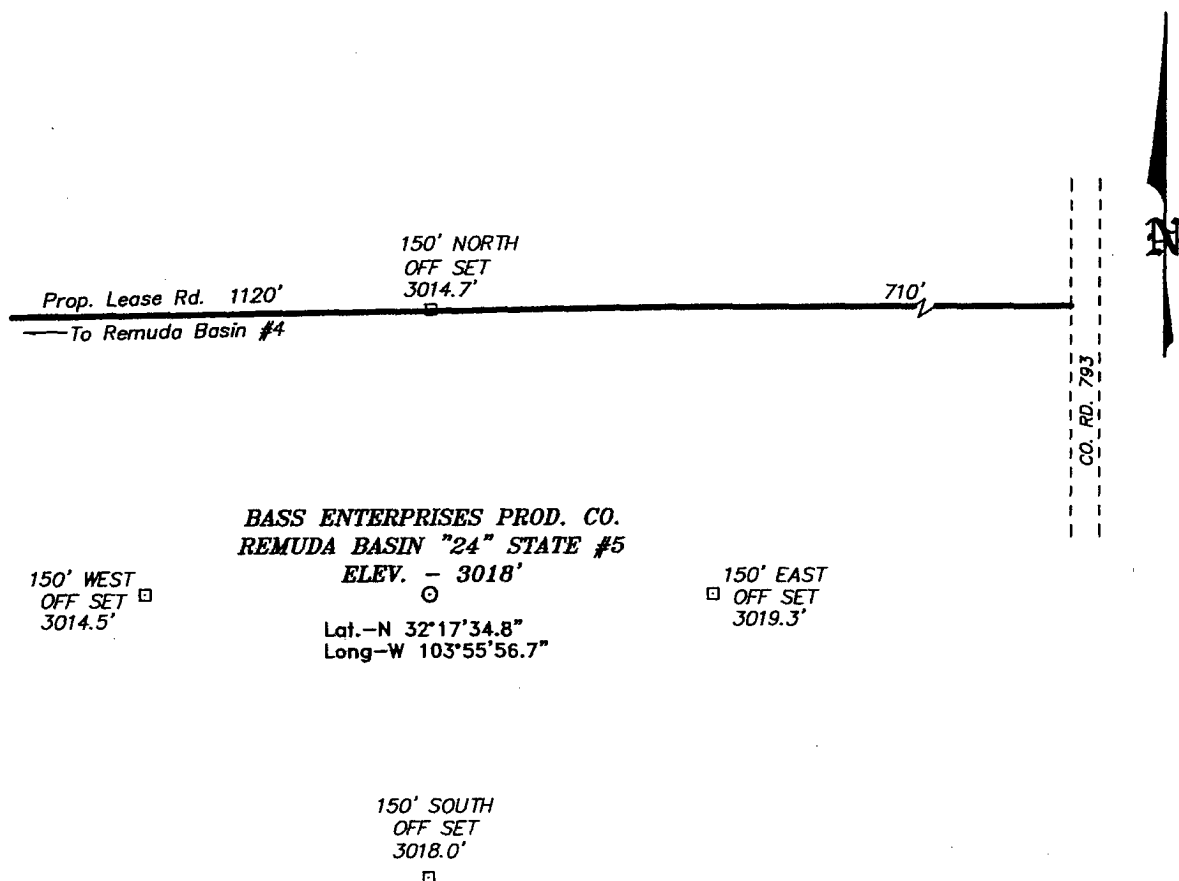 N
150' NORTH
OFF SET
3014.7'
Prop. Lease Rd. 1120'
710'
To Remuda Basin #4
CO. RD. 793
BASS ENTERPRISES PROD. CO.
REMUDA BASIN "24" STATE #5
ELEV. - 3018'
150' WEST
OFF SET
3014.5'
150' EAST
OFF SET
3019.3'
Lat.-N 32°17'34.8"
Long-W 103°55'56.7"
150' SOUTH
OFF SET
3018.0'